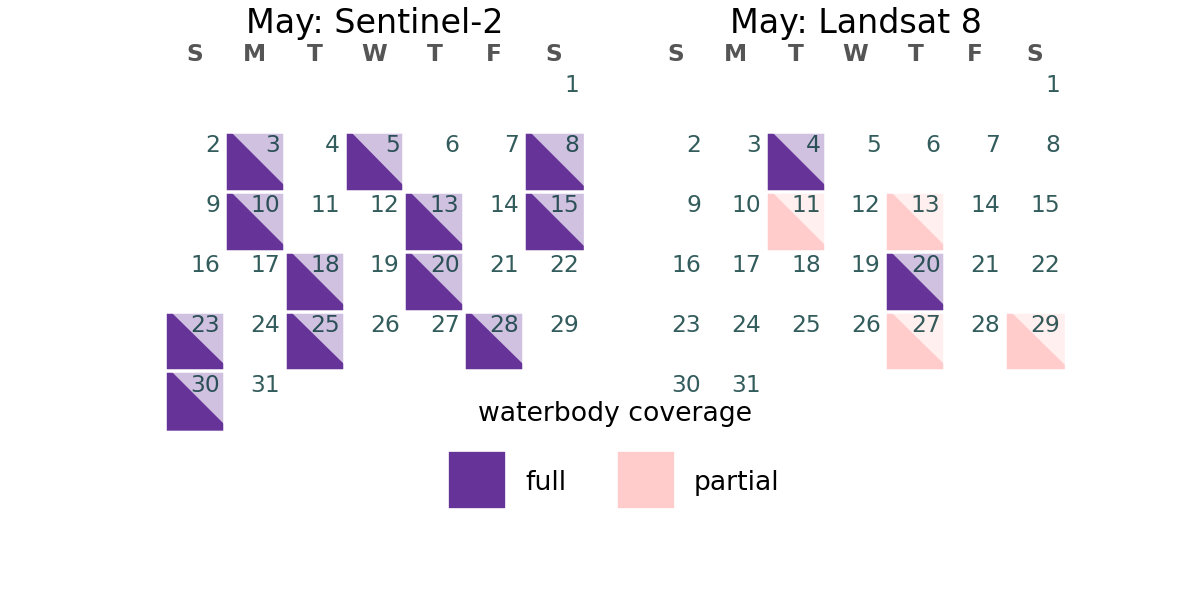 May: Sentinel-2
S M T W T F S
1
2 3 4 5 6 7 8
9 10 11 12 13 14 15
16 17 18 19 20 21 22
23 24 25 26 27 28 29
30 31
May: Landsat 8
S M T W T F S
1
2 3 4 5 6 7 8
9 10 11 12 13 14 15
16 17 18 19 20 21 22
23 24 25 26 27 28 29
30 31
waterbody coverage
full
partial